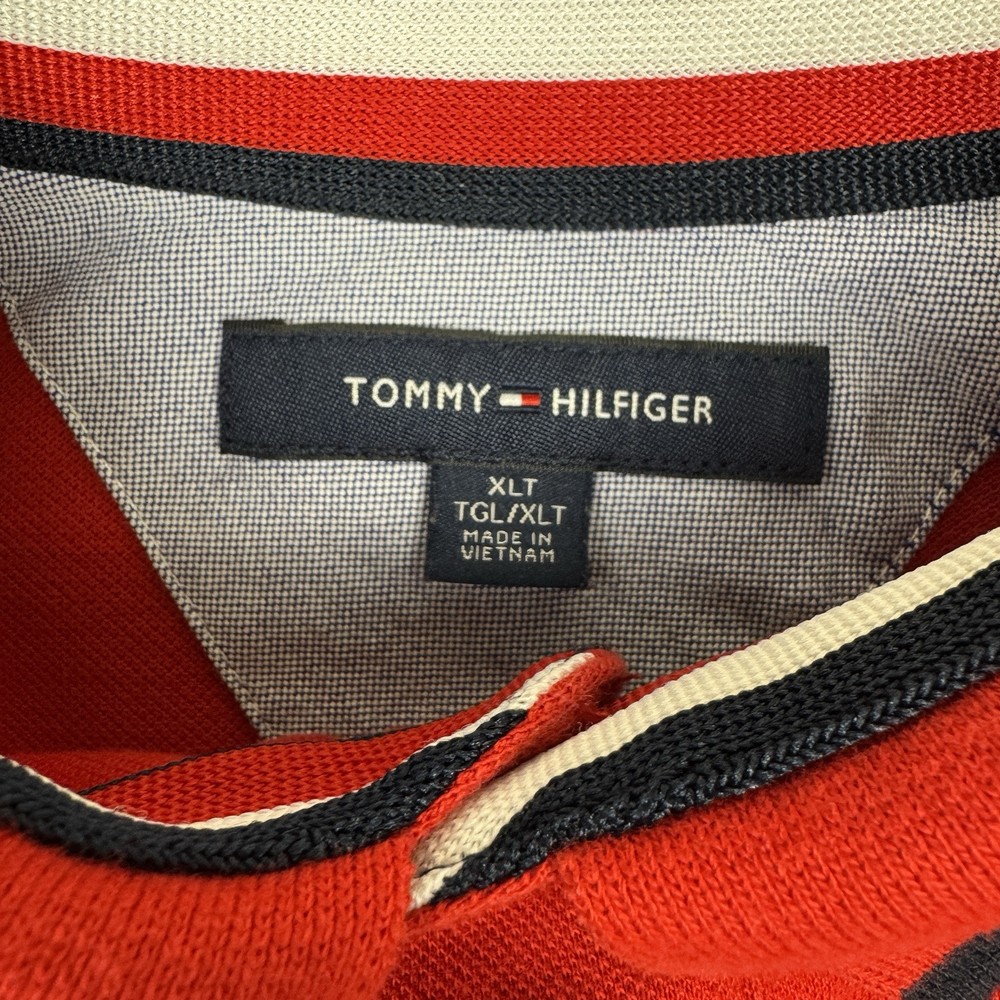 TOMMY HILFIGER
XLT
TGL/XLT
MADE IN
VIETNAM